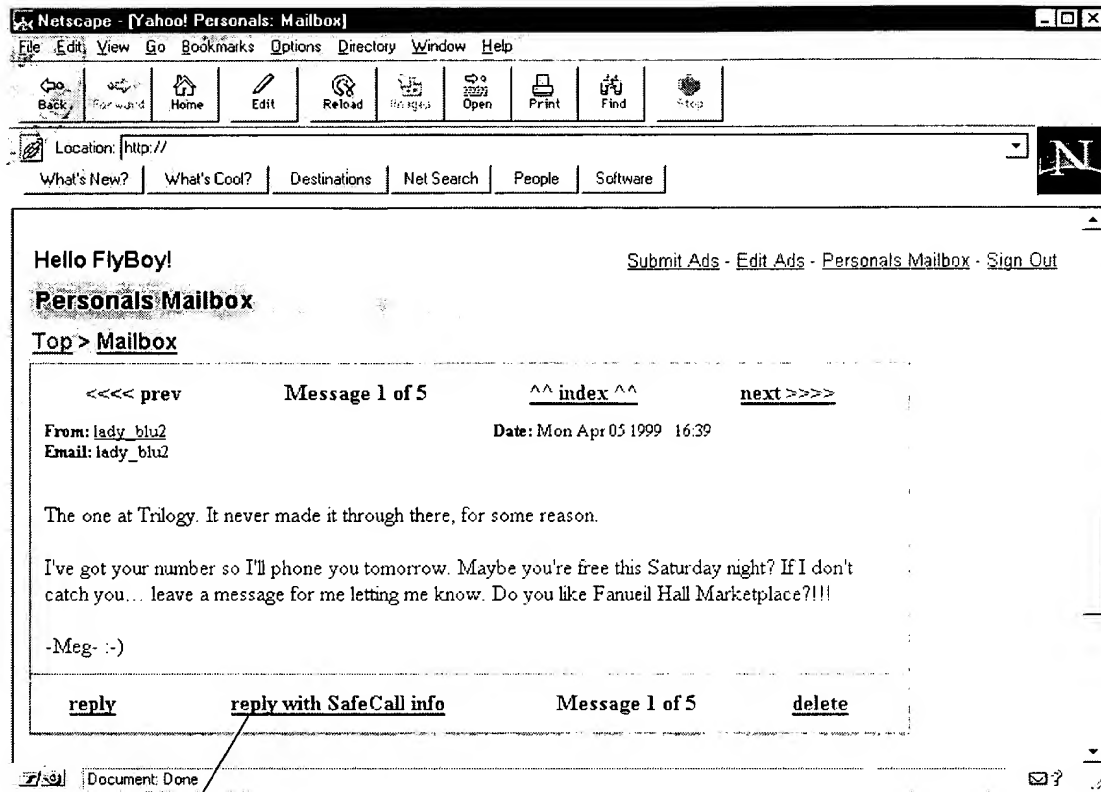 Netscape - [Yahoo! Personals: Mailbox]
File Edit View Go Bookmarks Options Directory Window Help
Back Forward Home Edit Reload Images Open Print Find Stop
Location: http://
What's New? What's Cool? Destinations Net Search People Software
N
Hello FlyBoy! Submit Ads - Edit Ads - Personals Mailbox - Sign Out
Personals Mailbox
Top > Mailbox
<<<< prev Message 1 of 5 ^^ index ^^ next >>>>
From: lady_blu2 Date: Mon Apr 05 1999 16:39
Email: lady_blu2
The one at Trilogy. It never made it through there, for some reason.
I've got your number so I'll phone you tomorrow. Maybe you're free this Saturday night? If I don't
catch you... leave a message for me letting me know. Do you like Fanueil Hall Marketplace?!!!
-Meg- :-)
reply reply with SafeCall info Message 1 of 5 delete
Document: Done